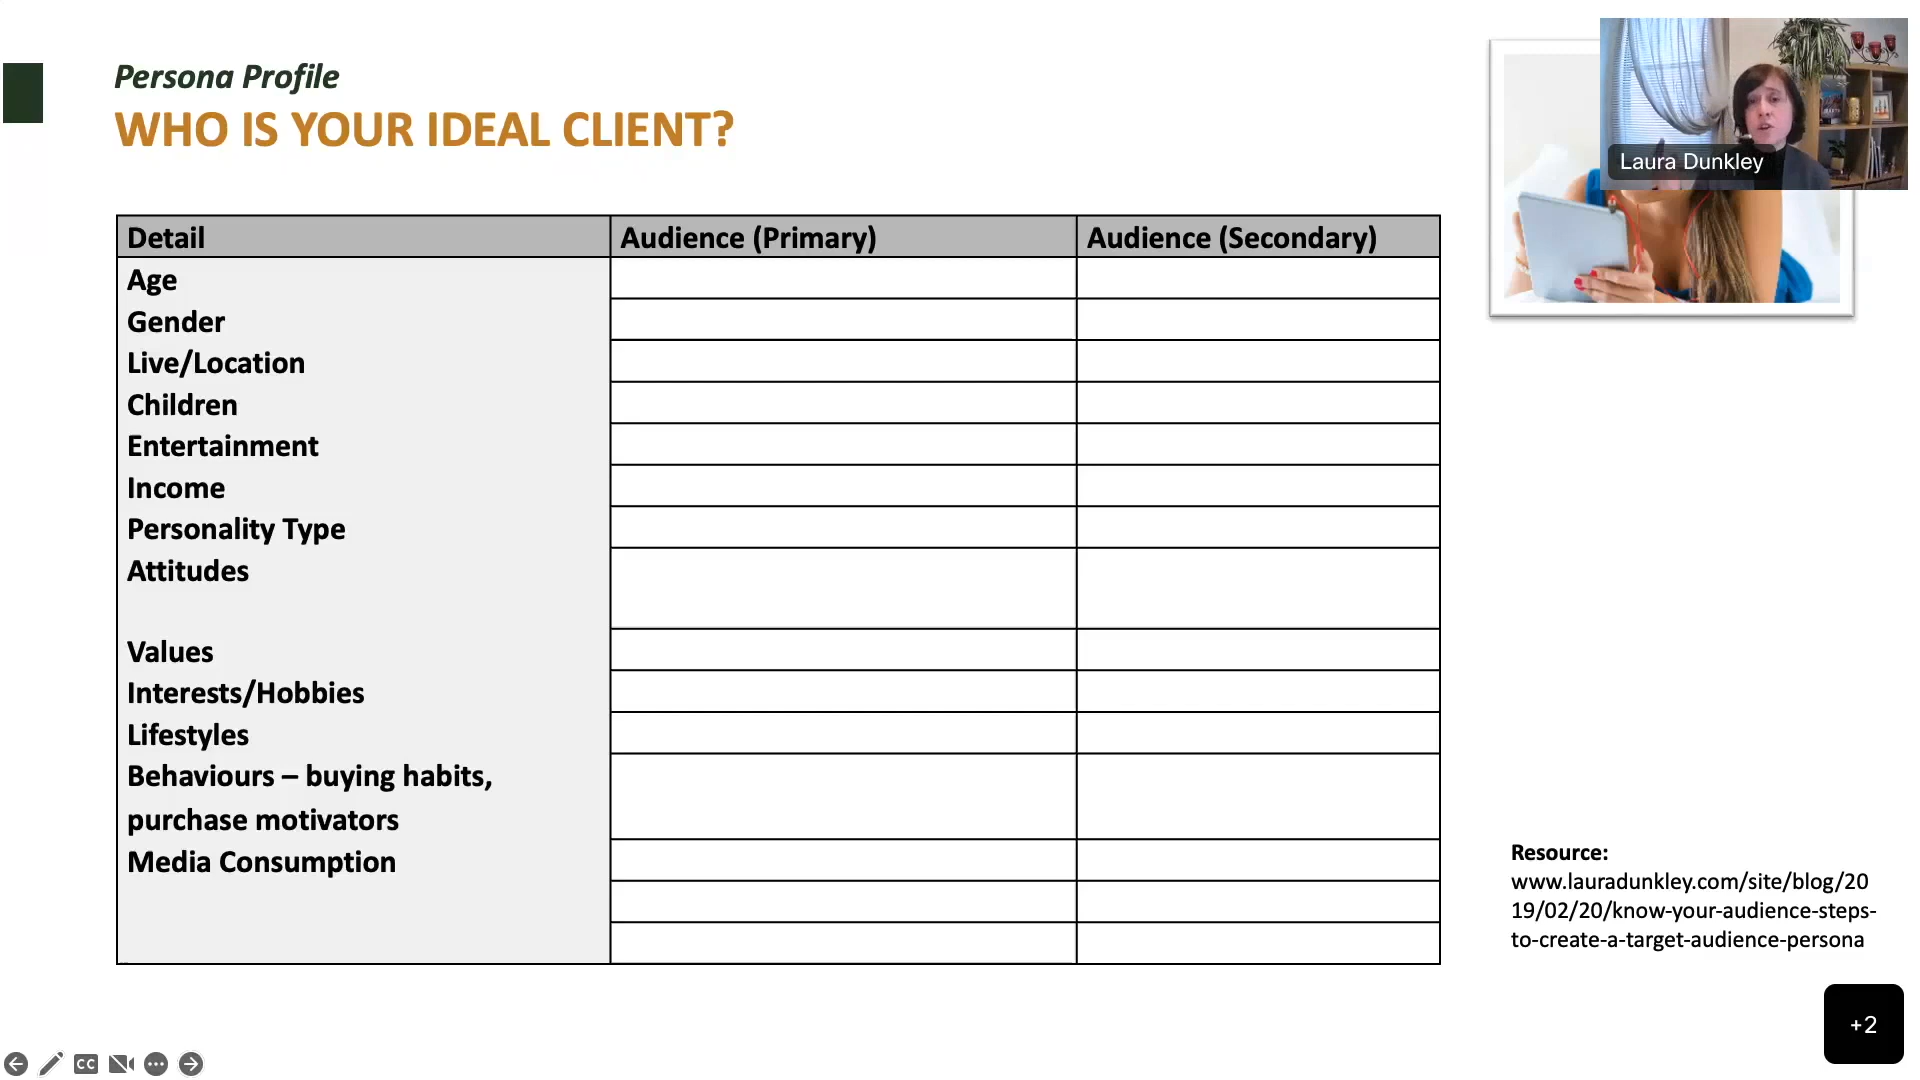 Persona Profile
WHO IS YOUR IDEAL CLIENT?
Laura Dunkley
Detail Audience (Primary) Audience (Secondary)
Age
Gender
Live/Location
Children
Entertainment
Income
Personality Type
Attitudes
Values
Interests/Hobbies
Lifestyles
Behaviours – buying habits,
purchase motivators
Media Consumption
Resource:
www.lauradunkley.com/site/blog/20
19/02/20/know-your-audience-steps-
to-create-a-target-audience-persona
+2
CC